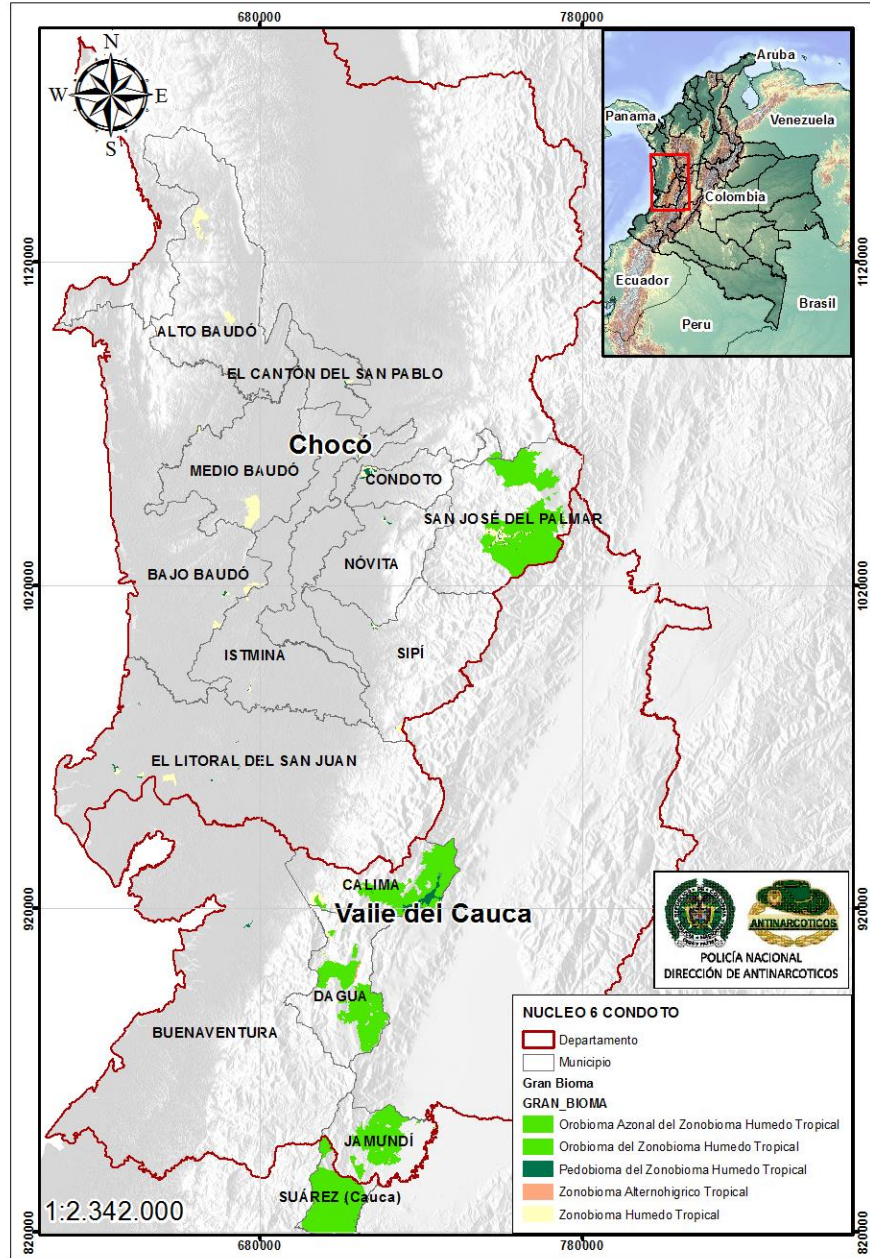 680000
780000
N
W
E
S
Aruba
Panama
Venezuela
Colombia
Ecuador
Peru
Brasil
1120000
1120000
ALTO BAUDÓ
EL CANTÓN DEL SAN PABLO
Chocó
MEDIO BAUDÓ
CONDOTO
SAN JOSÉ DEL PALMAR
NÓVITA
BAJO BAUDÓ
1020000
1020000
ISTMINA
SIPÍ
EL LITORAL DEL SAN JUAN
CALIMA
920000
920000
Valle del Cauca
DAGUA
BUENAVENTURA
JAMUNDÍ
SUÁREZ (Cauca)
ANTINARCOTICOS
POLICÍA NACIONAL
DIRECCIÓN DE ANTINARCOTICOS
NUCLEO 6 CONDOTO
Departamento
Municipio
Gran Bioma
GRAN_BIOMA
Orobioma Azonal del Zonobioma Humedo Tropical
Orobioma del Zonobioma Humedo Tropical
Pedobioma del Zonobioma Humedo Tropical
Zonobioma Alternohigrico Tropical
Zonobioma Humedo Tropical
1:2.342.000
820000
820000
680000
780000